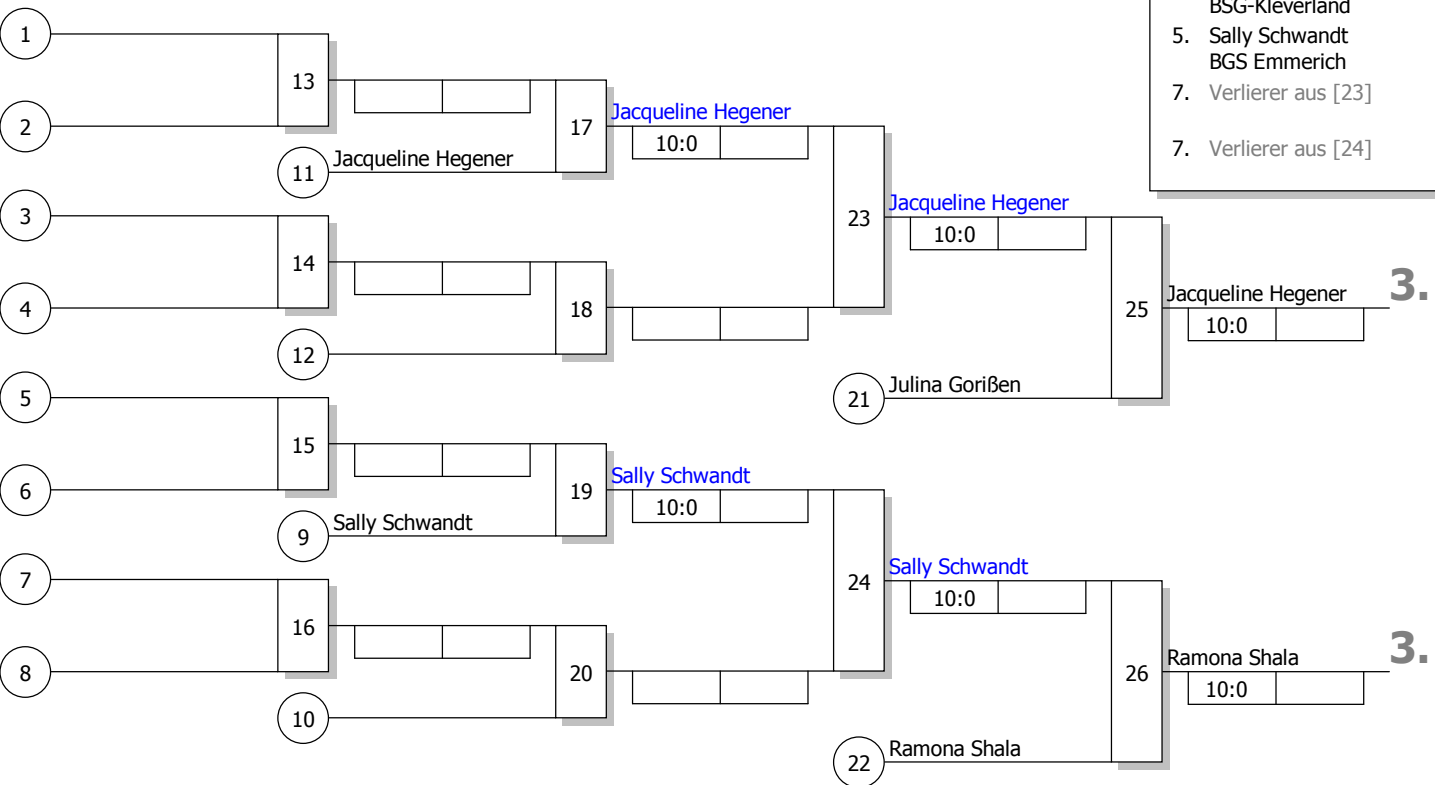 BSG-Kleverland
5. Sally Schwandt
BGS Emmerich
7. Verlierer aus [23]
7. Verlierer aus [24]
1
13
2
17
Jacqueline Hegener
10:0
11
Jacqueline Hegener
3
14
4
18
12
23
Jacqueline Hegener
10:0
25
Jacqueline Hegener
3.
10:0
21
Julina Gorißen
5
15
6
19
Sally Schwandt
10:0
9
Sally Schwandt
7
16
8
20
10
24
Sally Schwandt
10:0
26
Ramona Shala
3.
10:0
22
Ramona Shala